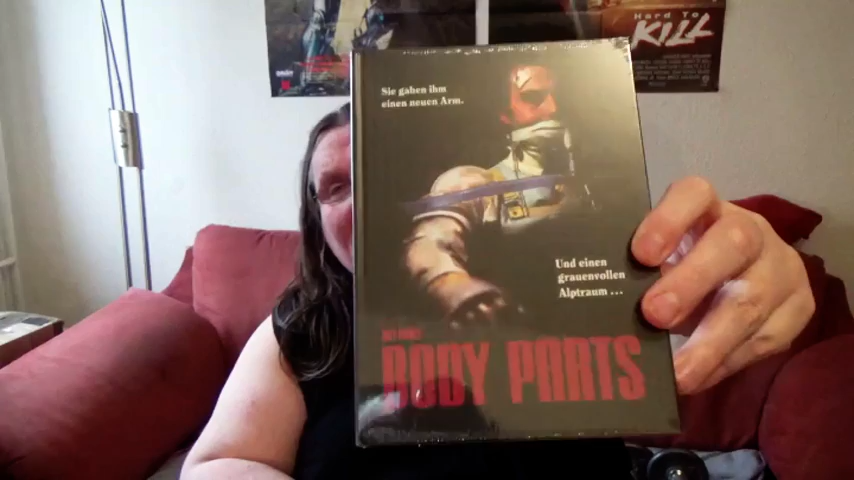 Hard To
KILL
Sie gaben ihm
einen neuen Arm.
Und einen
grauenvollen
Alptraum ...
BODY PARTS